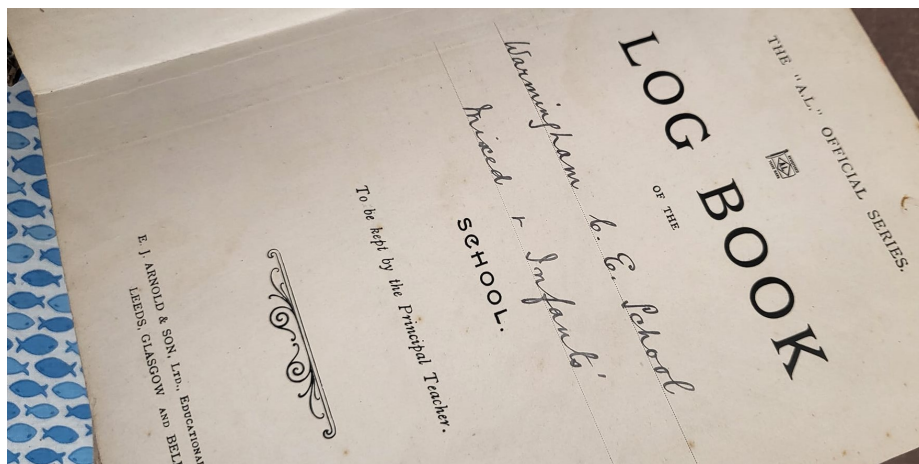 THE "A.L." OFFICIAL SERIES.
LOG BOOK
OF THE
Warmingham C. E. School
Mixed + Infants'
SCHOOL.
To be kept by the Principal Teacher.
E. J. ARNOLD & SON, LTD., EDUCATIONAL
LEEDS, GLASGOW AND BEL